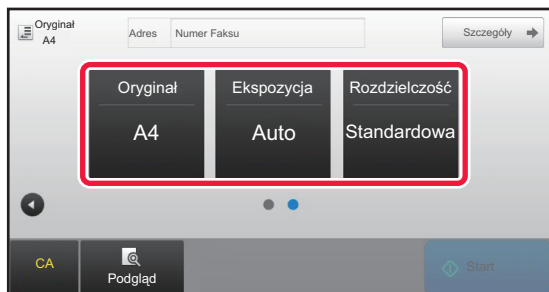 Oryginał
A4
Adres Numer Faksu
Szczegóły
Oryginał Ekspozycja Rozdzielczość
A4 Auto Standardowa
CA
Podgląd
Start